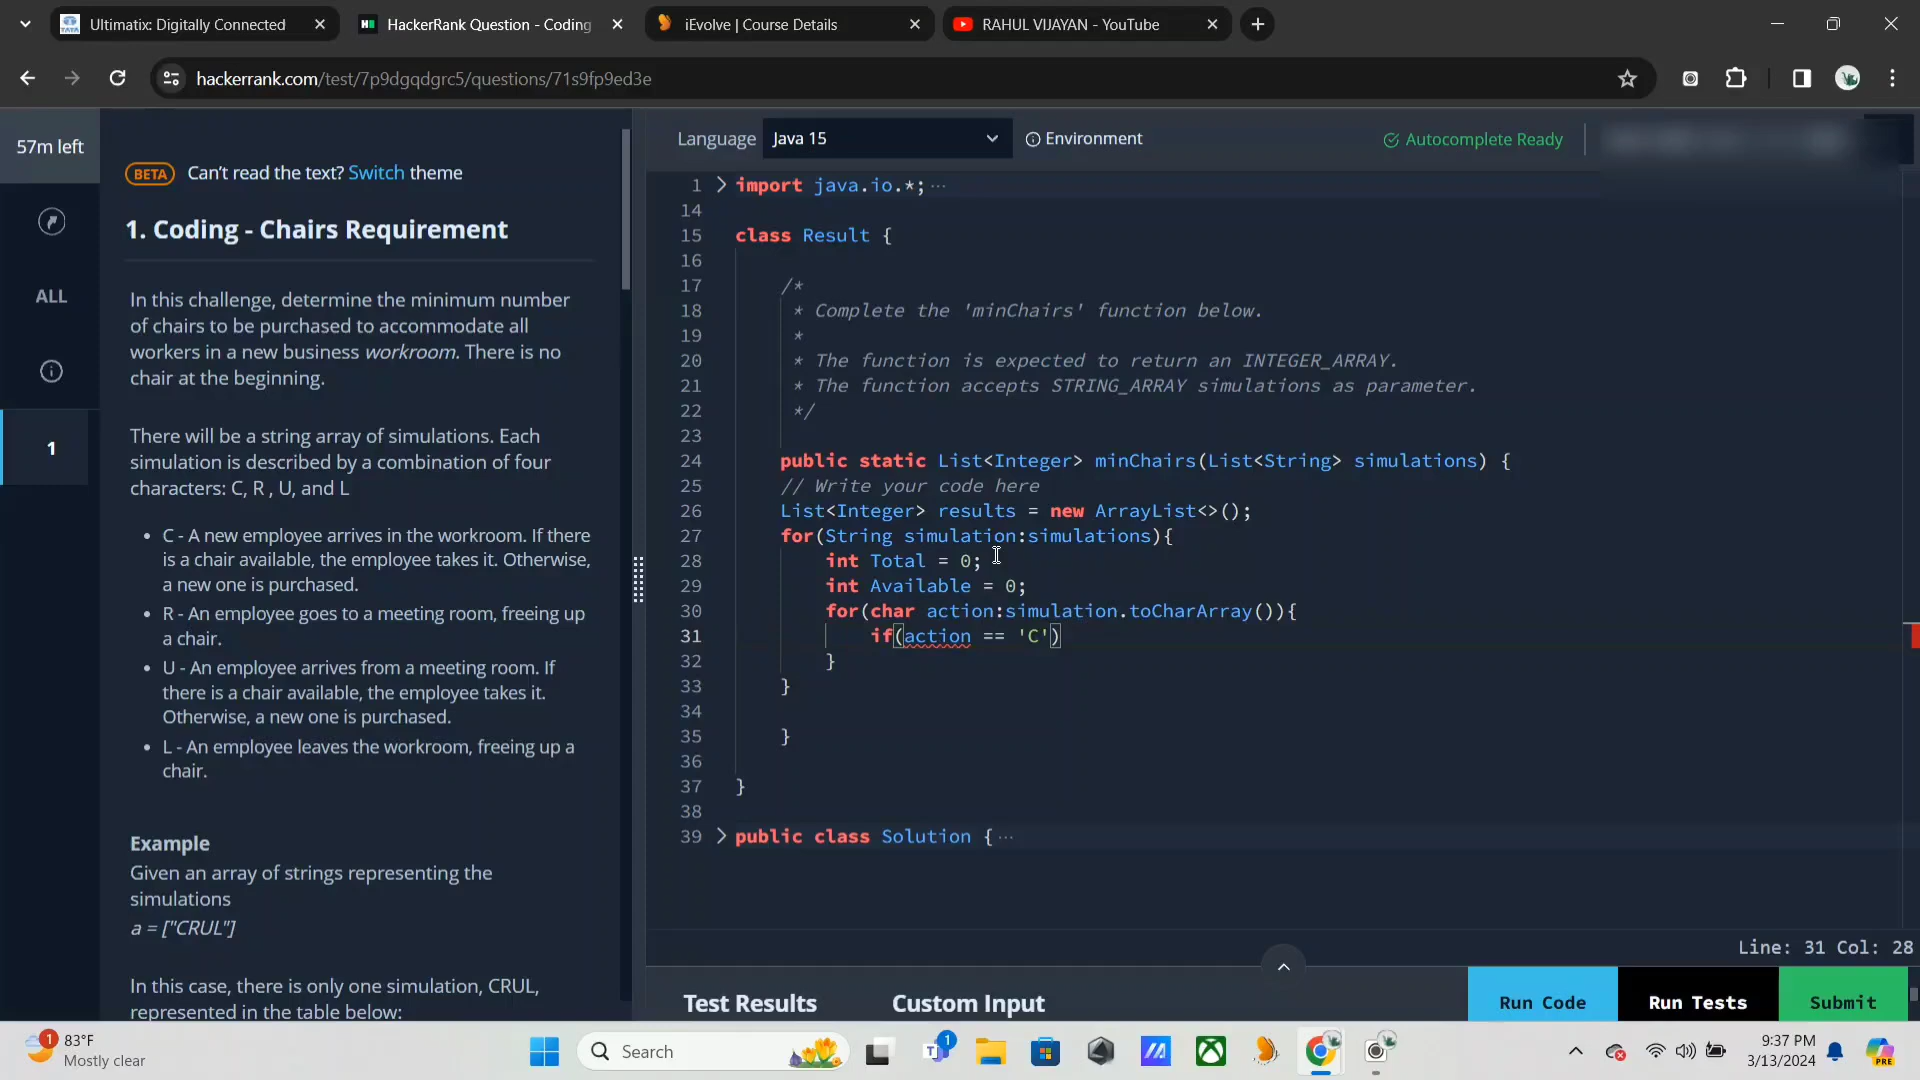 Ultimatix: Digitally Connected
HackerRank Question - Coding
iEvolve | Course Details
RAHUL VIJAYAN - YouTube
hackerrank.com/test/7p9dgqdgrc5/questions/71s9fp9ed3e
57m left
ALL
1
BETA Can't read the text? Switch theme
1. Coding - Chairs Requirement
In this challenge, determine the minimum number
of chairs to be purchased to accommodate all
workers in a new business workroom. There is no
chair at the beginning.
There will be a string array of simulations. Each
simulation is described by a combination of four
characters: C, R , U, and L
• C - A new employee arrives in the workroom. If there
is a chair available, the employee takes it. Otherwise,
a new one is purchased.
• R - An employee goes to a meeting room, freeing up
a chair.
• U - An employee arrives from a meeting room. If
there is a chair available, the employee takes it.
Otherwise, a new one is purchased.
• L - An employee leaves the workroom, freeing up a
chair.
Example
Given an array of strings representing the
simulations
a = ["CRUL"]
In this case, there is only one simulation, CRUL,
represented in the table below:
Language Java 15 Environment Autocomplete Ready
1 import java.io.*;···
14
15 class Result {
16
17 /*
18 * Complete the 'minChairs' function below.
19 *
20 * The function is expected to return an INTEGER_ARRAY.
21 * The function accepts STRING_ARRAY simulations as parameter.
22 */
23
24 public static List<Integer> minChairs(List<String> simulations) {
25 // Write your code here
26 List<Integer> results = new ArrayList<>();
27 for(String simulation:simulations){
28 int Total = 0;
29 int Available = 0;
30 for(char action:simulation.toCharArray()){
31 if(action == 'C')
32 }
33 }
34
35 }
36
37 }
38
39 public class Solution {···
Line: 31 Col: 28
Test Results Custom Input Run Code Run Tests Submit
1 83°F
Mostly clear
Search
1
9:37 PM
3/13/2024
PRE